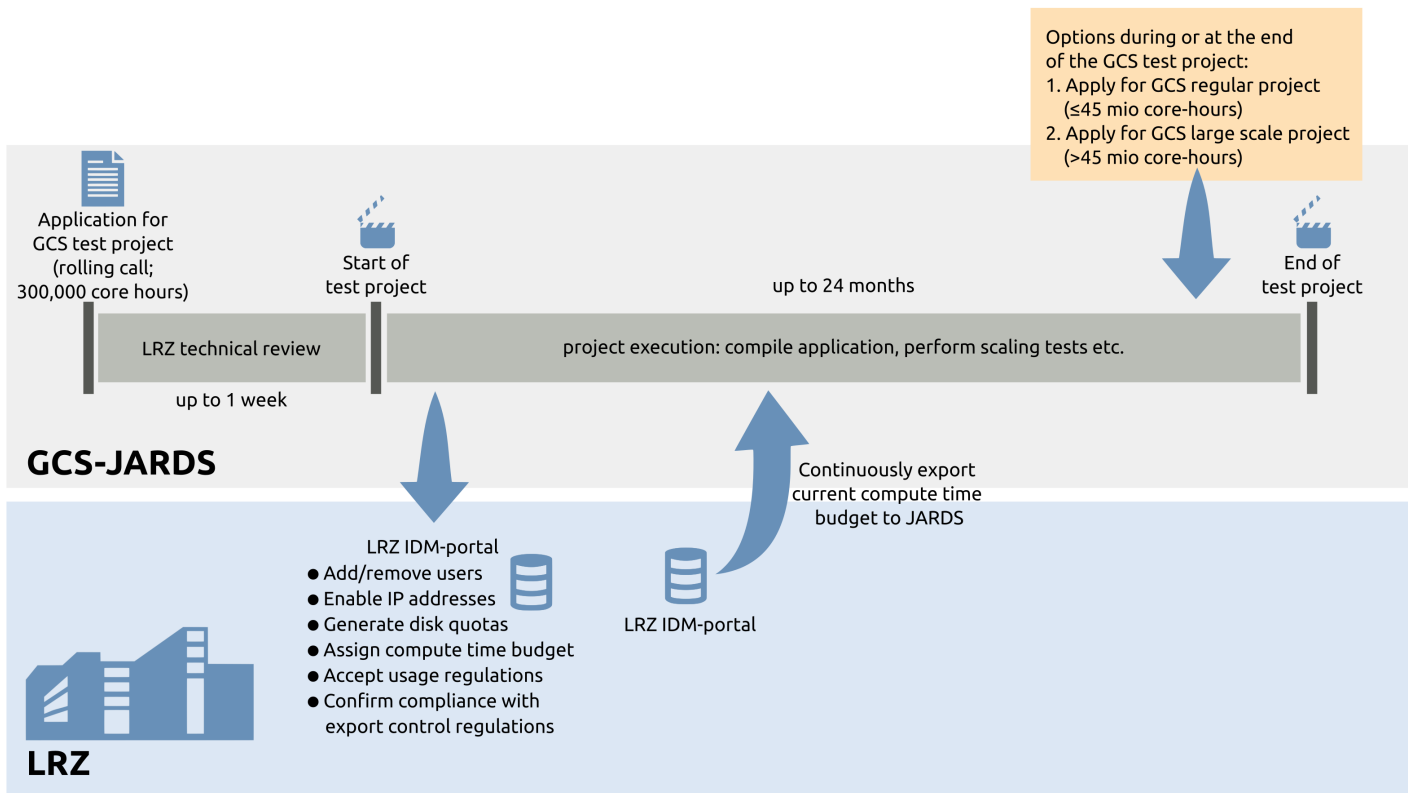 Options during or at the end
of the GCS test project:
1. Apply for GCS regular project
(≤45 mio core-hours)
2. Apply for GCS large scale project
(>45 mio core-hours)
Application for
GCS test project
(rolling call;
300,000 core hours)
Start of
test project
up to 24 months
End of
test project
LRZ technical review
project execution: compile application, perform scaling tests etc.
up to 1 week
GCS-JARDS
Continuously export
current compute time
budget to JARDS
LRZ IDM-portal
● Add/remove users
● Enable IP addresses
● Generate disk quotas
● Assign compute time budget
● Accept usage regulations
● Confirm compliance with
export control regulations
LRZ IDM-portal
LRZ